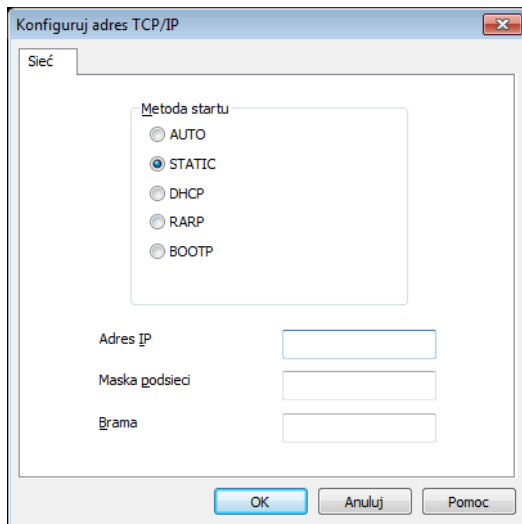 Konfiguruj adres TCP/IP
Sieć
Metoda startu
AUTO
STATIC
DHCP
RARP
BOOTP
Adres IP
Maska podsieci
Brama
OK Anuluj Pomoc